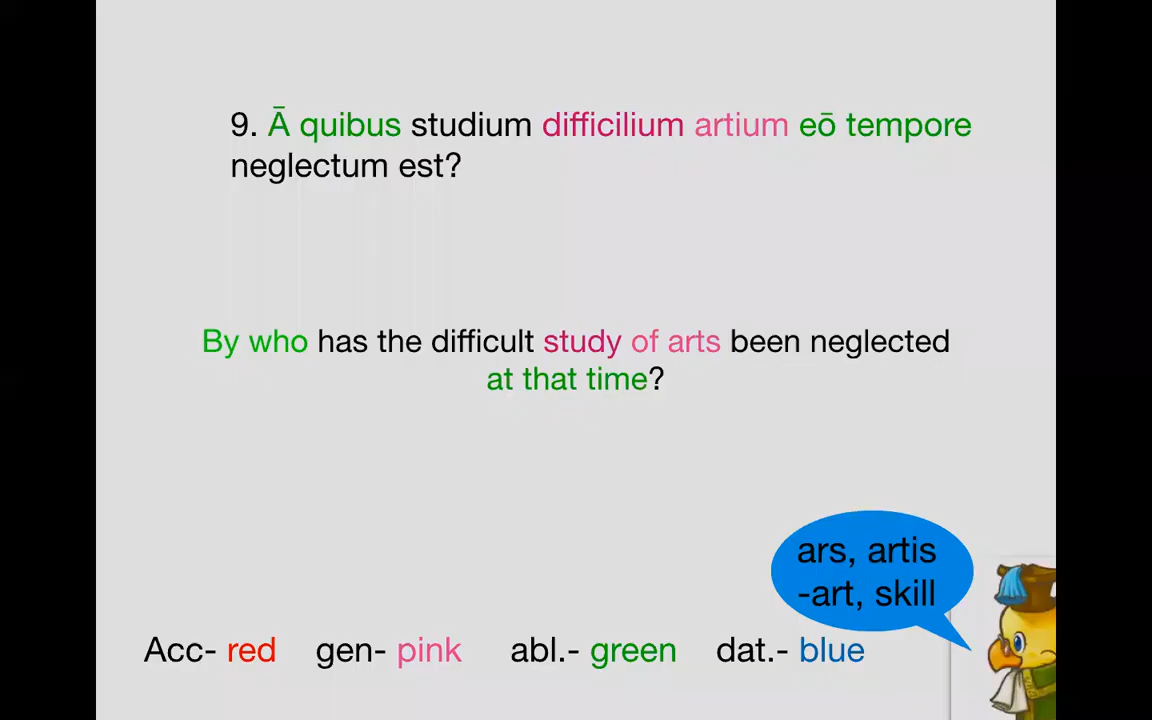 9. Ā quibus studium difficilium artium eō tempore
neglectum est?
By who has the difficult study of arts been neglected
at that time?
ars, artis
-art, skill
Acc- red gen- pink abl.- green dat.- blue